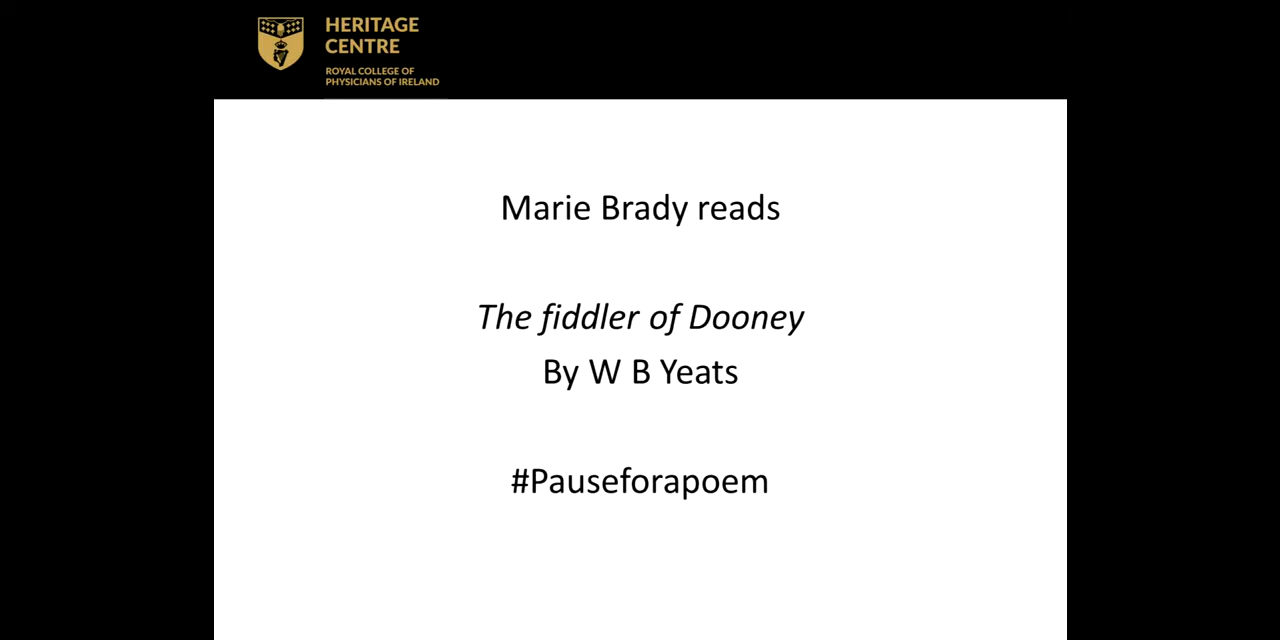 HERITAGE
CENTRE
ROYAL COLLEGE OF
PHYSICIANS OF IRELAND
Marie Brady reads
The fiddler of Dooney
By W B Yeats
#Pauseforapoem